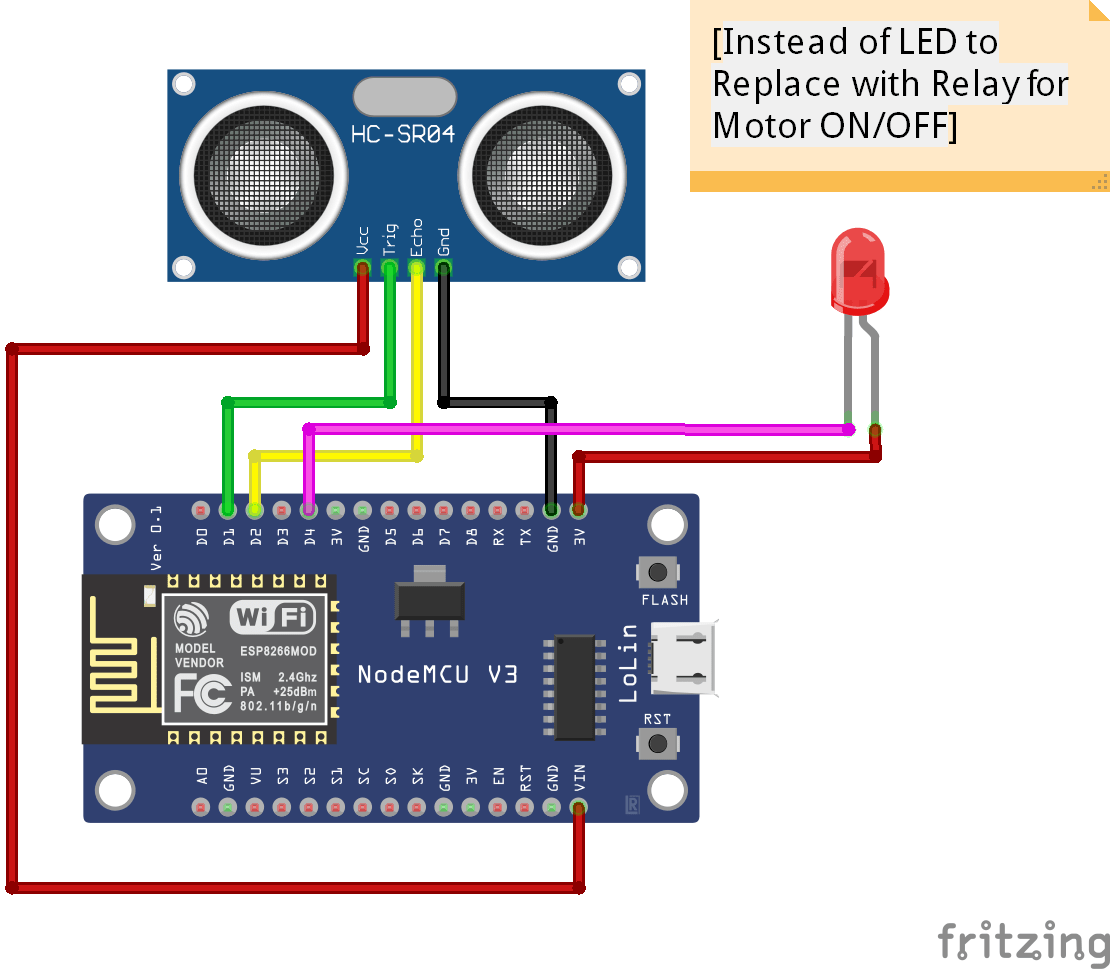 [Instead of LED to
Replace with Relay for
Motor ON/OFF]
HC-SR04
Vcc
Trig
Echo
Gnd
Ver 0.1
D0
D1
D2
D3
D4
3V
GND
D5
D6
D7
D8
RX
TX
GND
3V
FLASH
WiFi
MODEL
VENDOR
ESP8266MOD
FC
ISM 2.4Ghz
PA +25dBm
802.11b/g/n
NodeMCU V3
LoLin
RST
A0
GND
VU
S3
S2
S1
SC
S0
SK
GND
3V
EN
RST
GND
VIN
R
fritzing